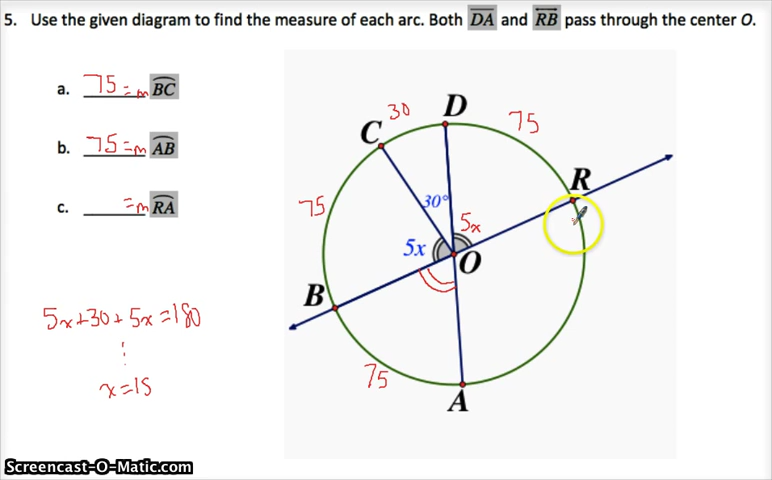 5. Use the given diagram to find the measure of each arc. Both DA and RB pass through the center O.
a. 75 = m BC
b. 75 = m AB
c. = m RA
30
D
75
C
R
30°
75
5x
5x
O
B
5x + 30 + 5x = 180
⋮
x = 15
75
A
Screencast-O-Matic.com